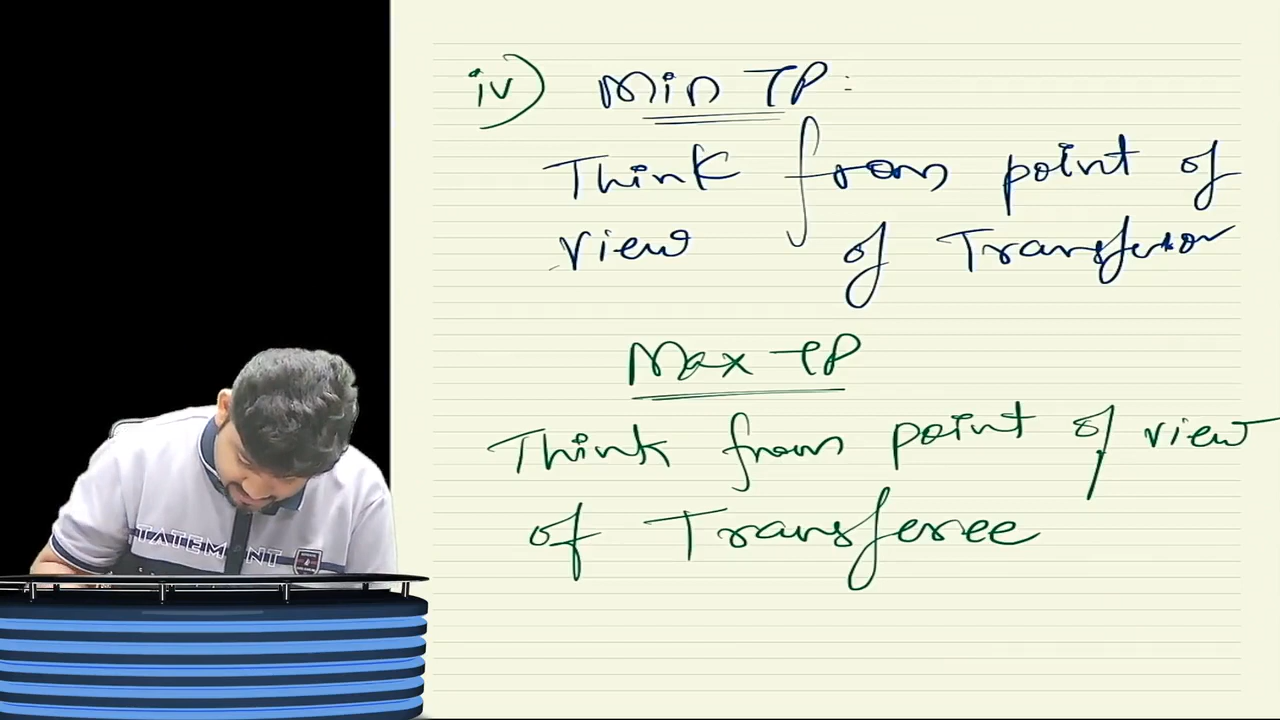 iv) Min TP:
Think from point of
view of Transferor
Max TP
Think from point of view
of Transferee
TATEMENT